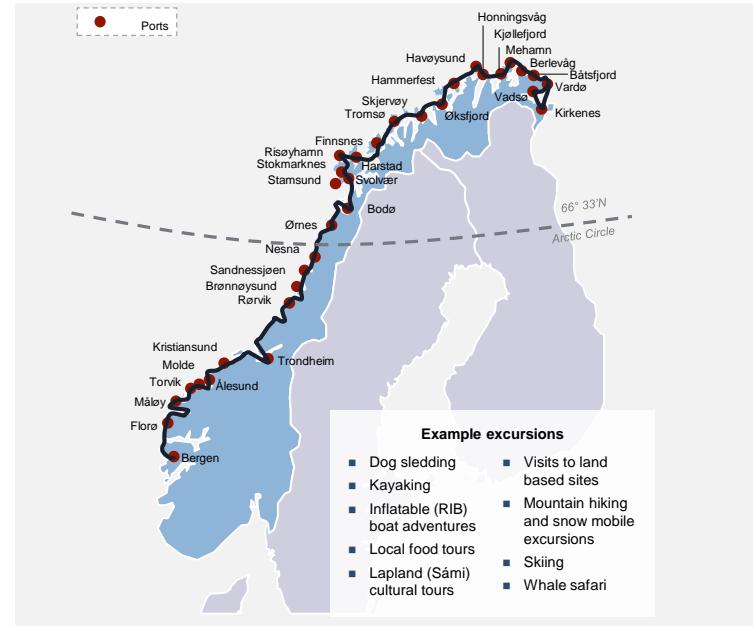 Ports
Honningsvåg
Kjøllefjord
Mehamn
Berlevåg
Båtsfjord
Vardø
Havøysund
Hammerfest
Vadsø
Kirkenes
Skjervøy
Tromsø
Øksfjord
Finnsnes
Risøyhamn
Harstad
Stokmarknes
Svolvær
Stamsund
Bodø
Ørnes
66° 33'N
Arctic Circle
Nesna
Sandnessjøen
Brønnøysund
Rørvik
Kristiansund
Trondheim
Molde
Torvik
Ålesund
Måløy
Florø
Bergen
Example excursions
Dog sledding
Kayaking
Inflatable (RIB)
boat adventures
Local food tours
Lapland (Sámi)
cultural tours
Visits to land
based sites
Mountain hiking
and snow mobile
excursions
Skiing
Whale safari